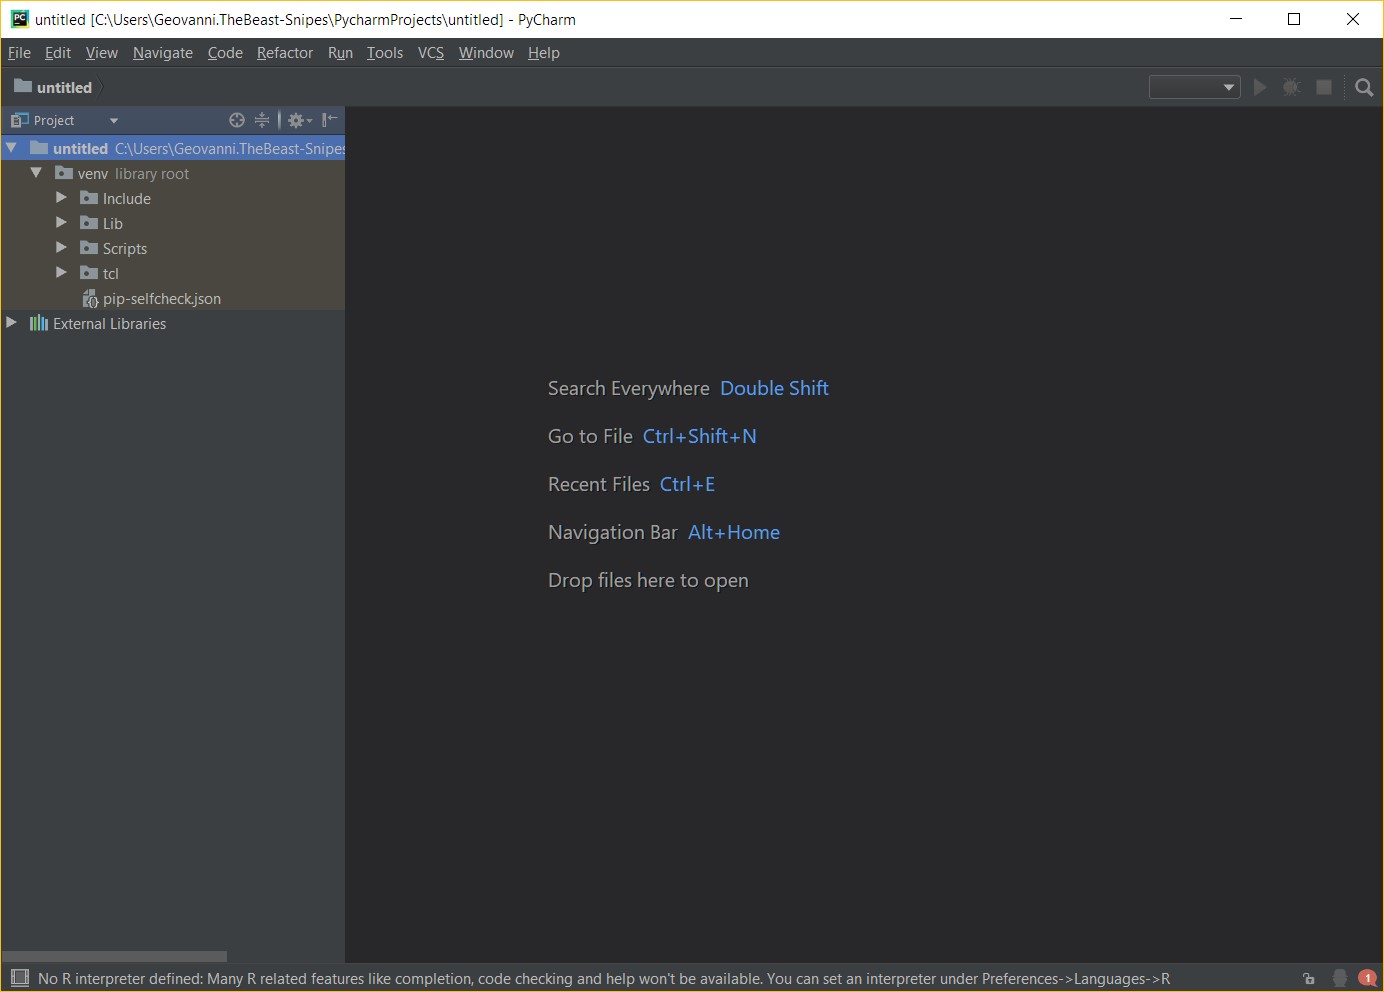 untitled [C:\Users\Geovanni.TheBeast-Snipes\PycharmProjects\untitled] - PyCharm
File Edit View Navigate Code Refactor Run Tools VCS Window Help
untitled
Project
untitled C:\Users\Geovanni.TheBeast-Snipes
venv library root
Include
Lib
Scripts
tcl
pip-selfcheck.json
External Libraries
Search Everywhere Double Shift
Go to File Ctrl+Shift+N
Recent Files Ctrl+E
Navigation Bar Alt+Home
Drop files here to open
No R interpreter defined: Many R related features like completion, code checking and help won't be available. You can set an interpreter under Preferences->Languages->R
1